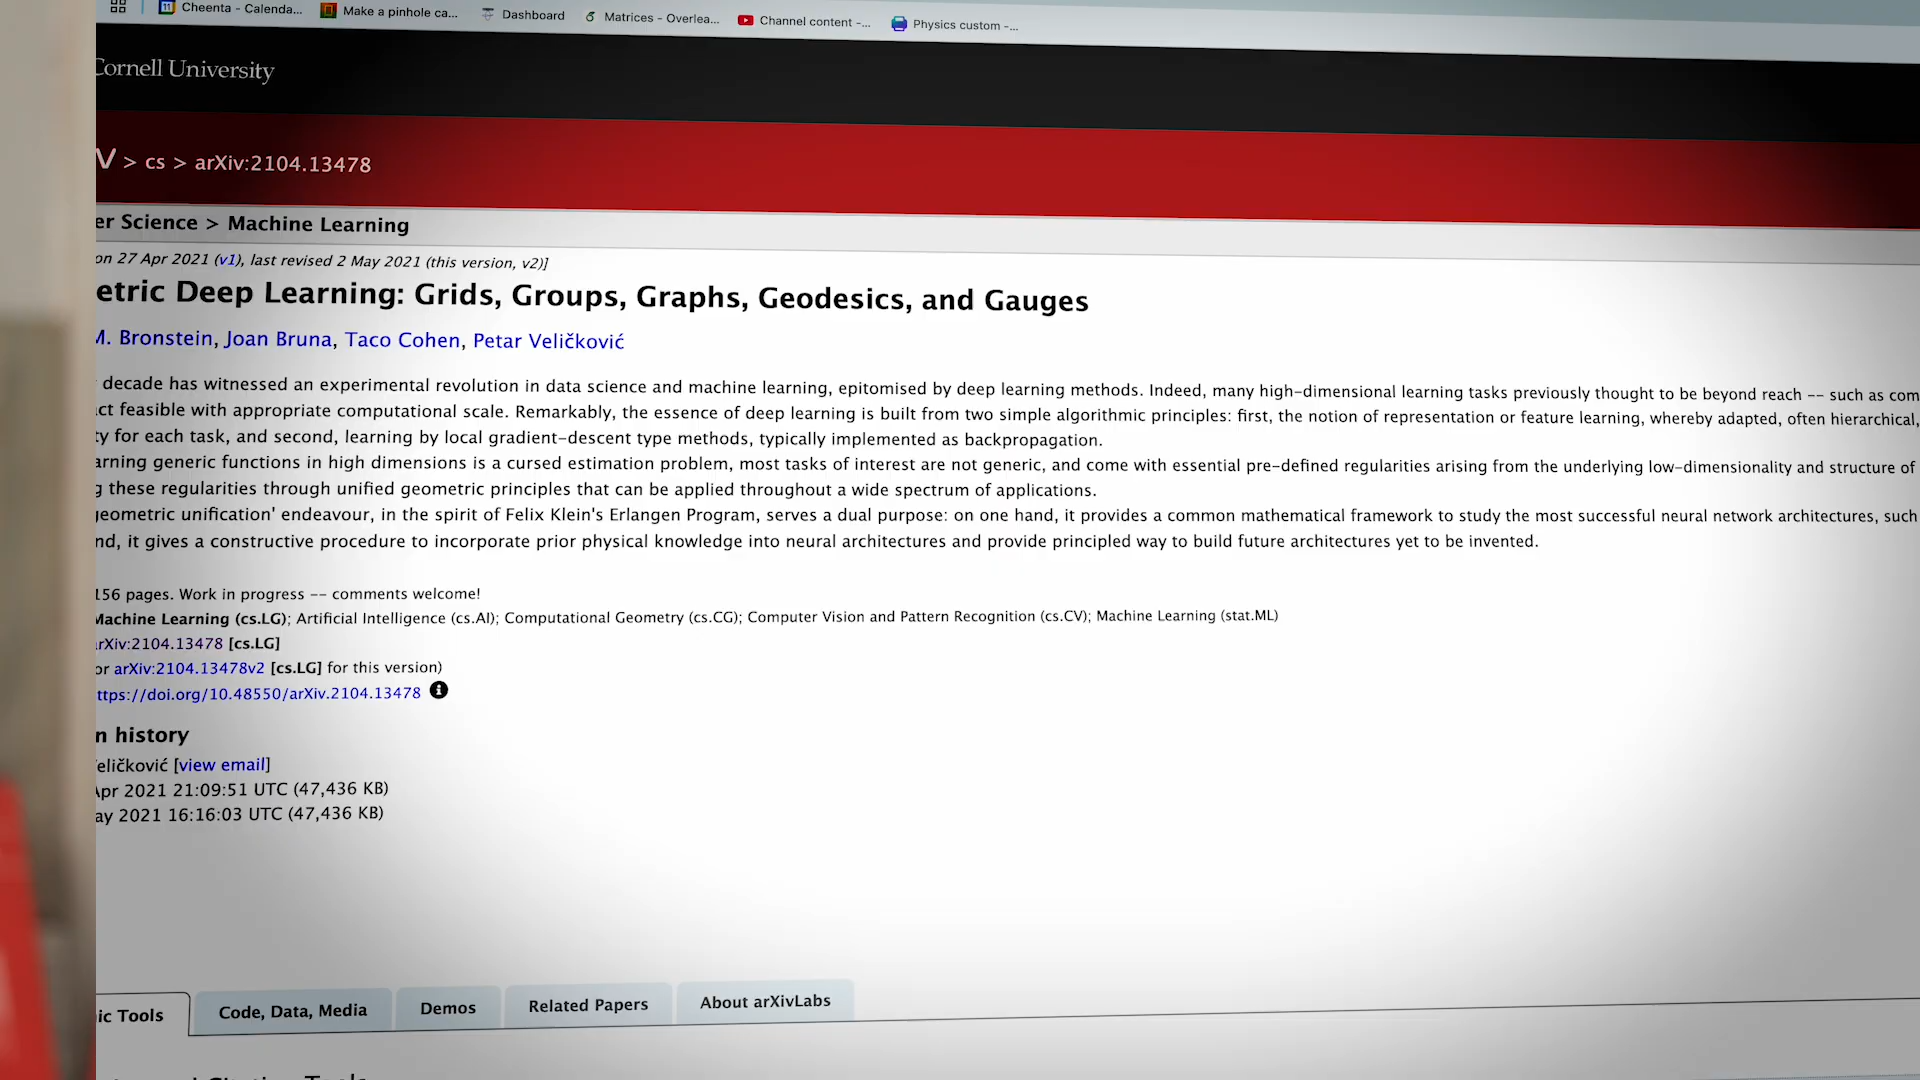 Cheenta - Calenda... Make a pinhole ca... Dashboard Matrices - Overlea... Channel content -... Physics custom -...
Cornell University
V > cs > arXiv:2104.13478
er Science > Machine Learning
on 27 Apr 2021 (v1), last revised 2 May 2021 (this version, v2)]
etric Deep Learning: Grids, Groups, Graphs, Geodesics, and Gauges
M. Bronstein, Joan Bruna, Taco Cohen, Petar Veličković
decade has witnessed an experimental revolution in data science and machine learning, epitomised by deep learning methods. Indeed, many high-dimensional learning tasks previously thought to be beyond reach -- such as com
ct feasible with appropriate computational scale. Remarkably, the essence of deep learning is built from two simple algorithmic principles: first, the notion of representation or feature learning, whereby adapted, often hierarchical,
ty for each task, and second, learning by local gradient-descent type methods, typically implemented as backpropagation.
arning generic functions in high dimensions is a cursed estimation problem, most tasks of interest are not generic, and come with essential pre-defined regularities arising from the underlying low-dimensionality and structure of
g these regularities through unified geometric principles that can be applied throughout a wide spectrum of applications.
geometric unification' endeavour, in the spirit of Felix Klein's Erlangen Program, serves a dual purpose: on one hand, it provides a common mathematical framework to study the most successful neural network architectures, such
nd, it gives a constructive procedure to incorporate prior physical knowledge into neural architectures and provide principled way to build future architectures yet to be invented.
156 pages. Work in progress -- comments welcome!
Machine Learning (cs.LG); Artificial Intelligence (cs.AI); Computational Geometry (cs.CG); Computer Vision and Pattern Recognition (cs.CV); Machine Learning (stat.ML)
arXiv:2104.13478 [cs.LG]
or arXiv:2104.13478v2 [cs.LG] for this version)
ttps://doi.org/10.48550/arXiv.2104.13478
n history
eličković [view email]
Apr 2021 21:09:51 UTC (47,436 KB)
ay 2021 16:16:03 UTC (47,436 KB)
ic Tools Code, Data, Media Demos Related Papers About arXivLabs